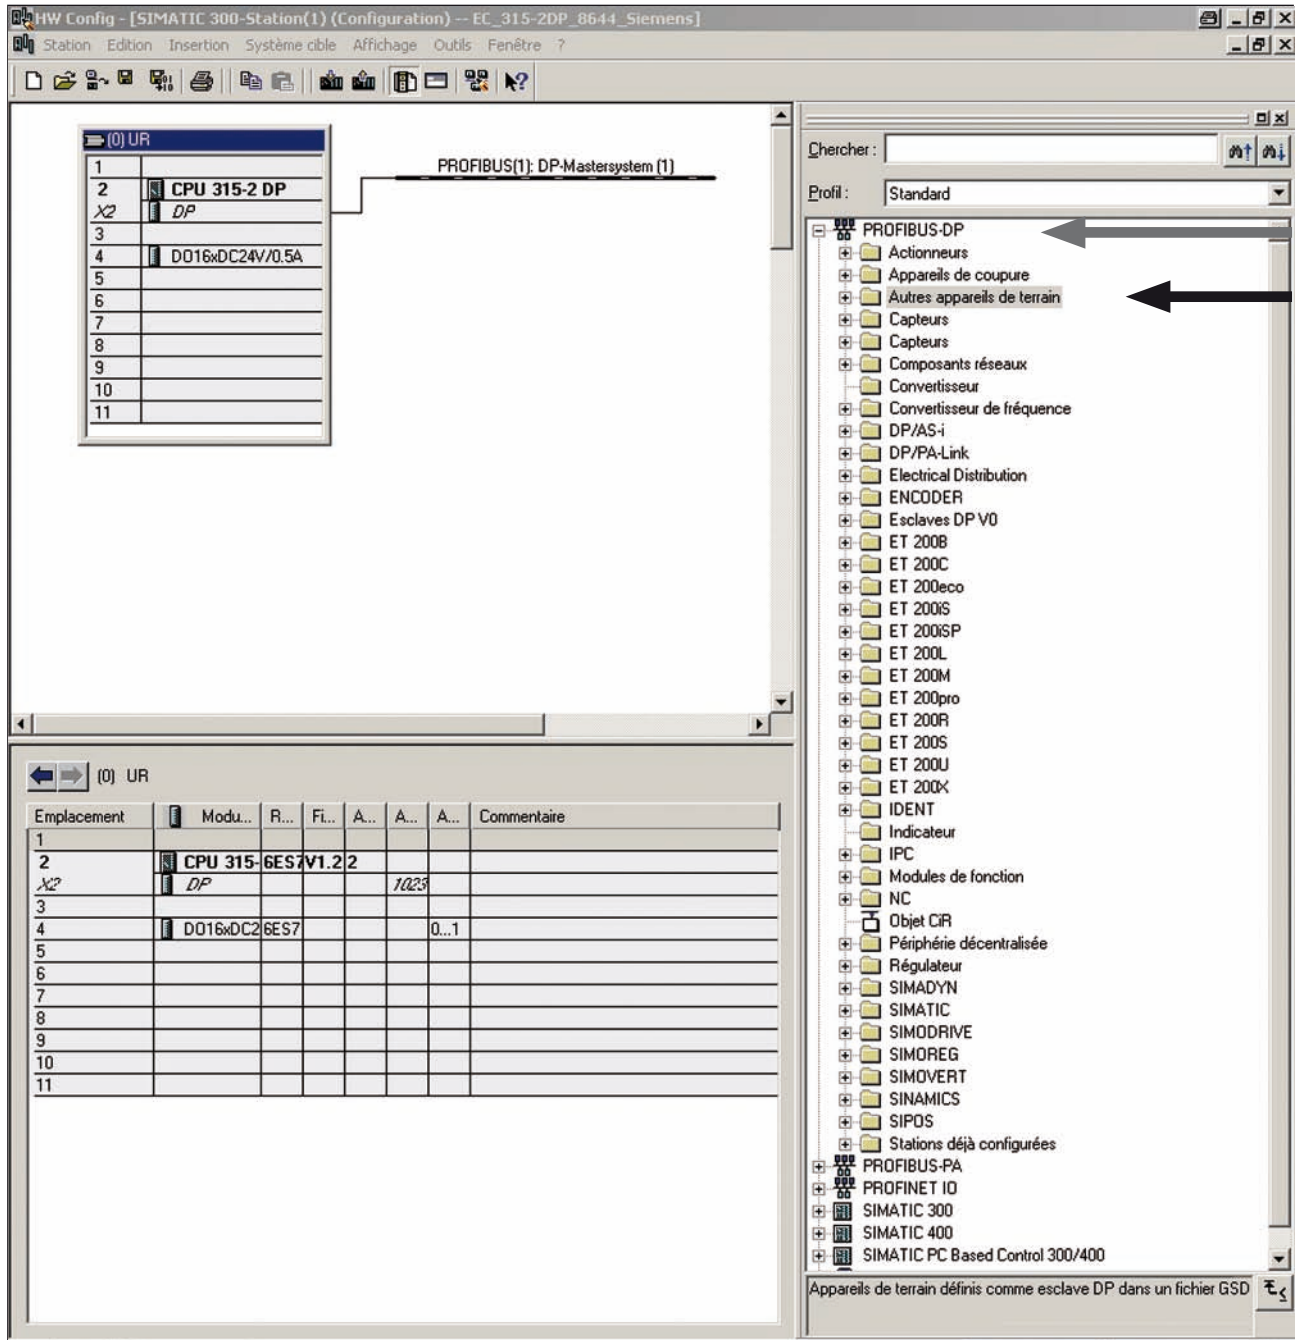 HW Config - [SIMATIC 300-Station(1) (Configuration) -- EC_315-2DP_8644_Siemens]
Station Edition Insertion Système cible Affichage Outils Fenêtre ?
(0) UR
1
2 CPU 315-2 DP
X2 DP
3
4 DO16xDC24V/0.5A
5
6
7
8
9
10
11
PROFIBUS(1): DP-Mastersystem (1)
(0) UR
Emplacement Modu... R... Fi... A... A... A... Commentaire
1
2 CPU 315- 6ES7 V1.2 2
X2 DP 1023
3
4 DO16xDC2 6ES7 0...1
5
6
7
8
9
10
11
Chercher :
Profil : Standard
PROFIBUS-DP
Actionneurs
Appareils de coupure
Autres appareils de terrain
Capteurs
Capteurs
Composants réseaux
Convertisseur
Convertisseur de fréquence
DP/AS-i
DP/PA-Link
Electrical Distribution
ENCODER
Esclaves DP V0
ET 200B
ET 200C
ET 200eco
ET 200iS
ET 200iSP
ET 200L
ET 200M
ET 200pro
ET 200R
ET 200S
ET 200U
ET 200X
IDENT
Indicateur
IPC
Modules de fonction
NC
Objet CiR
Périphérie décentralisée
Régulateur
SIMADYN
SIMATIC
SIMODRIVE
SIMOREG
SIMOVERT
SINAMICS
SIPOS
Stations déjà configurées
PROFIBUS-PA
PROFINET IO
SIMATIC 300
SIMATIC 400
SIMATIC PC Based Control 300/400
Appareils de terrain définis comme esclave DP dans un fichier GSD